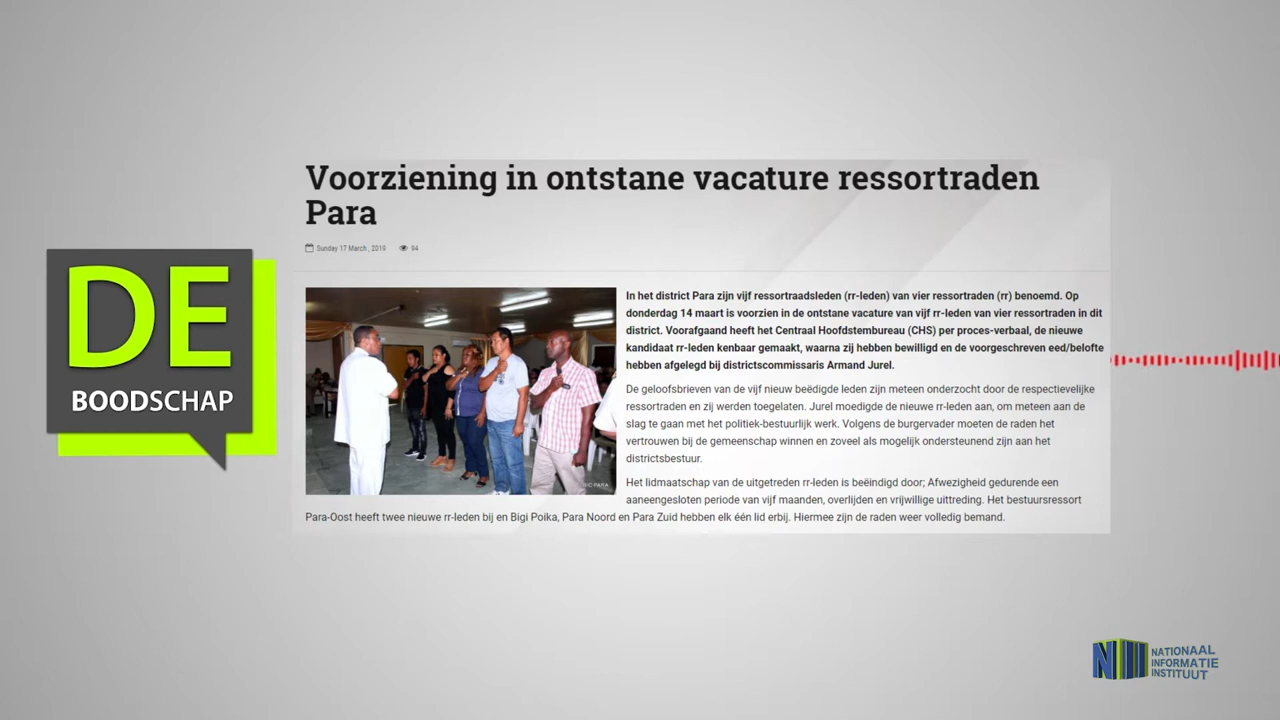 Voorziening in ontstane vacature ressortraden
Para
Sunday 17 March , 2019 94
DE
BOODSCHAP
In het district Para zijn vijf ressortraadsleden (rr-leden) van vier ressortraden (rr) benoemd. Op
donderdag 14 maart is voorzien in de ontstane vacature van vijf rr-leden van vier ressortraden in dit
district. Voorafgaand heeft het Centraal Hoofdstembureau (CHS) per proces-verbaal, de nieuwe
kandidaat rr-leden kenbaar gemaakt, waarna zij hebben bewilligd en de voorgeschreven eed/belofte
hebben afgelegd bij districtscommissaris Armand Jurel.
De geloofsbrieven van de vijf nieuw beëdigde leden zijn meteen onderzocht door de respectievelijke
ressortraden en zij werden toegelaten. Jurel moedigde de nieuwe rr-leden aan, om meteen aan de
slag te gaan met het politiek-bestuurlijk werk. Volgens de burgervader moeten de raden het
vertrouwen bij de gemeenschap winnen en zoveel als mogelijk ondersteunend zijn aan het
districtsbestuur.
Het lidmaatschap van de uitgetreden rr-leden is beëindigd door; Afwezigheid gedurende een
aaneengesloten periode van vijf maanden, overlijden en vrijwillige uittreding. Het bestuursressort
Para-Oost heeft twee nieuwe rr-leden bij en Bigi Poika, Para Noord en Para Zuid hebben elk één lid erbij. Hiermee zijn de raden weer volledig bemand.
NII
NATIONAAL
INFORMATIE
INSTITUUT